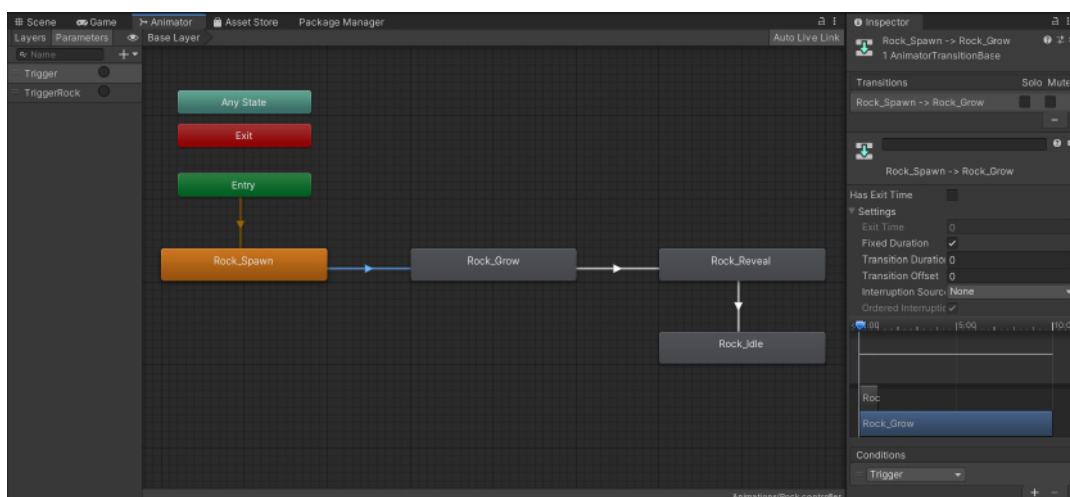 Scene Game Animator Asset Store Package Manager
Layers Parameters Base Layer Auto Live Link
Name
Trigger
TriggerRock
Any State
Exit
Entry
Rock_Spawn
Rock_Grow
Rock_Reveal
Rock_Idle
Inspector
Rock_Spawn -> Rock_Grow
1 AnimatorTransitionBase
Transitions Solo Mute
Rock_Spawn -> Rock_Grow
Rock_Spawn -> Rock_Grow
Has Exit Time
Settings
Exit Time 0
Fixed Duration
Transition Duratio 0
Transition Offset 0
Interruption Sourc None
Ordered Interruptio
5:00 10:0
Roc
Rock_Grow
Conditions
Trigger